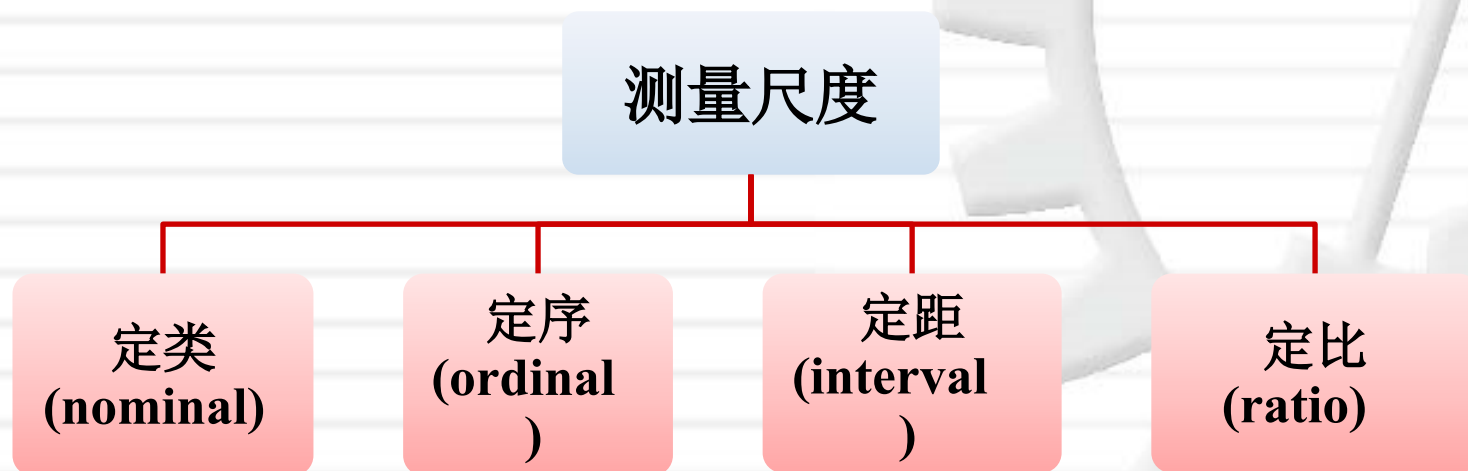 测量尺度
定类
(nominal)
定序
(ordinal
)
定距
(interval
)
定比
(ratio)